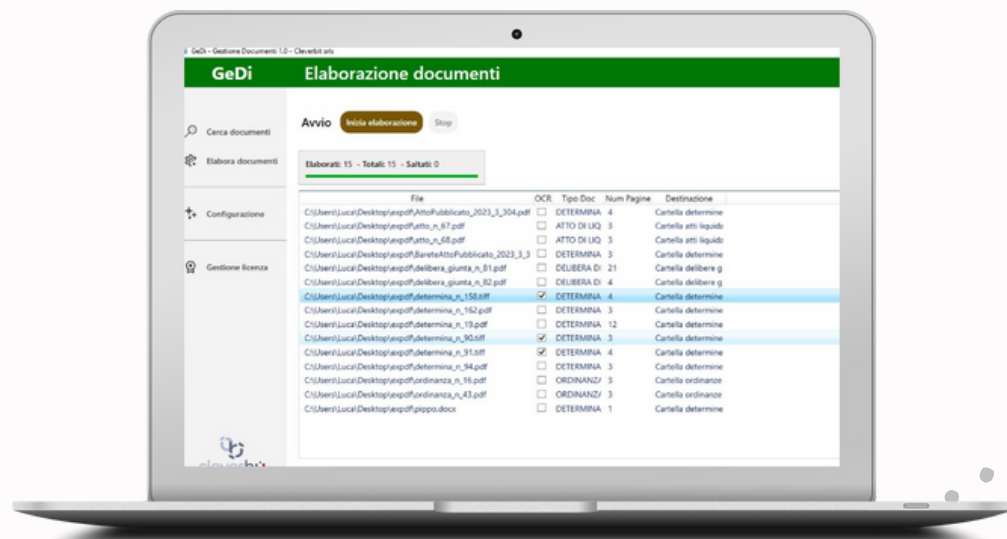 GeDi - Gestione Documenti 1.0 - Cleverbit srls
GeDi Elaborazione documenti
Avvio Inizia elaborazione Stop
Cerca documenti
Elabora documenti
Configurazione
Gestione licenza
Elaborati: 15 - Totali: 15 - Saltati: 0
File OCR Tipo Doc Num Pagine Destinazione
C:\Users\Luca\Desktop\expdf\AttoPubblicato_2023_3_304.pdf DETERMINA 4 Cartella determine
C:\Users\Luca\Desktop\expdf\atto_n_67.pdf ATTO DI LIQ 3 Cartella atti liquida
C:\Users\Luca\Desktop\expdf\atto_n_68.pdf ATTO DI LIQ 3 Cartella atti liquida
C:\Users\Luca\Desktop\expdf\BareteAttoPubblicato_2023_3_3 DETERMINA 3 Cartella determine
C:\Users\Luca\Desktop\expdf\delibera_giunta_n_81.pdf DELIBERA DI 21 Cartella delibere g
C:\Users\Luca\Desktop\expdf\delibera_giunta_n_82.pdf DELIBERA DI 4 Cartella delibere g
C:\Users\Luca\Desktop\expdf\determina_n_158.tiff DETERMINA 4 Cartella determine
C:\Users\Luca\Desktop\expdf\determina_n_162.pdf DETERMINA 3 Cartella determine
C:\Users\Luca\Desktop\expdf\determina_n_19.pdf DETERMINA 12 Cartella determine
C:\Users\Luca\Desktop\expdf\determina_n_90.tiff DETERMINA 3 Cartella determine
C:\Users\Luca\Desktop\expdf\determina_n_91.tiff DETERMINA 4 Cartella determine
C:\Users\Luca\Desktop\expdf\determina_n_94.pdf DETERMINA 3 Cartella determine
C:\Users\Luca\Desktop\expdf\ordinanza_n_16.pdf ORDINANZA 5 Cartella ordinanze
C:\Users\Luca\Desktop\expdf\ordinanza_n_43.pdf ORDINANZA 3 Cartella ordinanze
C:\Users\Luca\Desktop\expdf\pippo.docx DETERMINA 1 Cartella determine